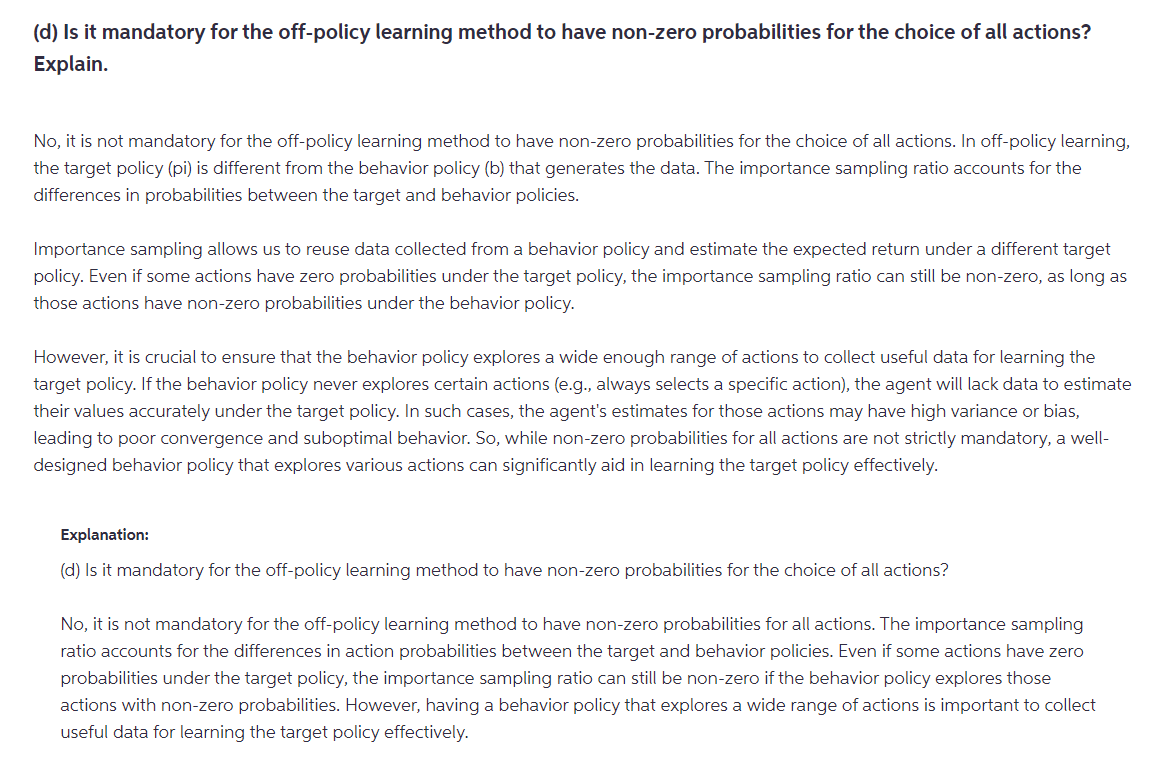 (d) Is it mandatory for the off-policy learning method to have non-zero probabilities for the choice of all actions?
Explain.
No, it is not mandatory for the off-policy learning method to have non-zero probabilities for the choice of all actions. In off-policy learning,
the target policy (pi) is different from the behavior policy (b) that generates the data. The importance sampling ratio accounts for the
differences in probabilities between the target and behavior policies.
Importance sampling allows us to reuse data collected from a behavior policy and estimate the expected return under a different target
policy. Even if some actions have zero probabilities under the target policy, the importance sampling ratio can still be non-zero, as long as
those actions have non-zero probabilities under the behavior policy.
However, it is crucial to ensure that the behavior policy explores a wide enough range of actions to collect useful data for learning the
target policy. If the behavior policy never explores certain actions (e.g., always selects a specific action), the agent will lack data to estimate
their values accurately under the target policy. In such cases, the agent's estimates for those actions may have high variance or bias,
leading to poor convergence and suboptimal behavior. So, while non-zero probabilities for all actions are not strictly mandatory, a well-
designed behavior policy that explores various actions can significantly aid in learning the target policy effectively.
Explanation:
(d) Is it mandatory for the off-policy learning method to have non-zero probabilities for the choice of all actions?
No, it is not mandatory for the off-policy learning method to have non-zero probabilities for all actions. The importance sampling
ratio accounts for the differences in action probabilities between the target and behavior policies. Even if some actions have zero
probabilities under the target policy, the importance sampling ratio can still be non-zero if the behavior policy explores those
actions with non-zero probabilities. However, having a behavior policy that explores a wide range of actions is important to collect
useful data for learning the target policy effectively.